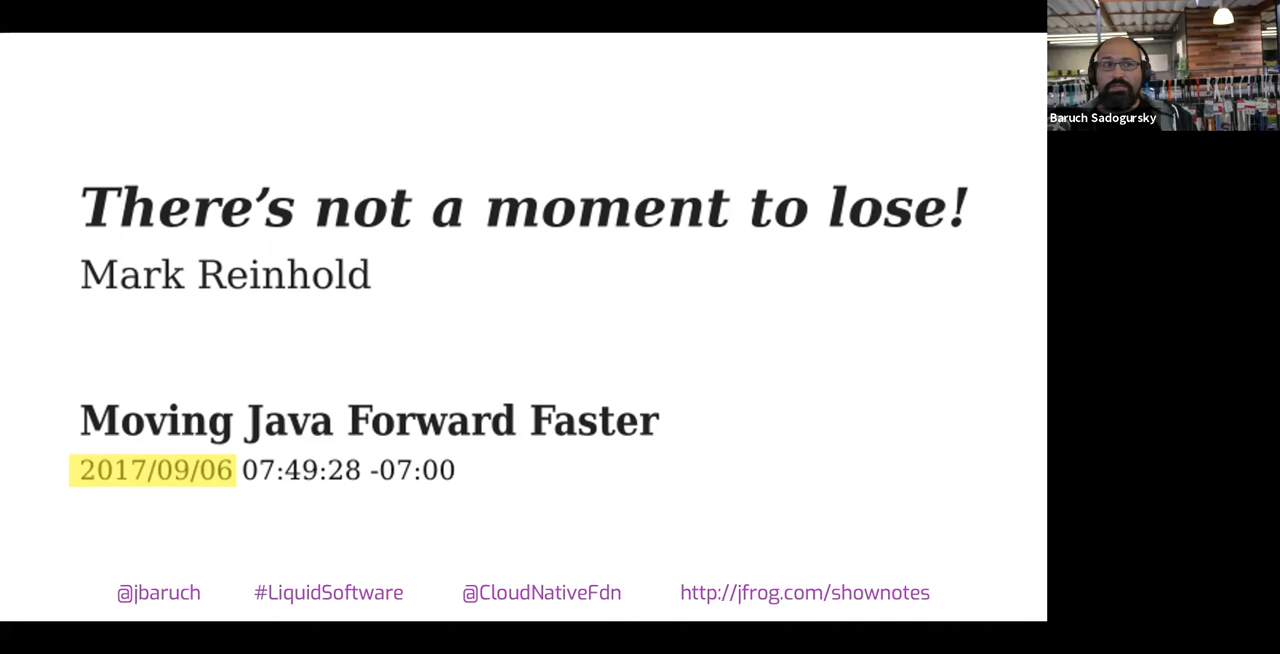 There’s not a moment to lose!
Mark Reinhold
Moving Java Forward Faster
2017/09/06 07:49:28 -07:00
@jbaruch #LiquidSoftware @CloudNativeFdn http://jfrog.com/shownotes
Baruch Sadogursky